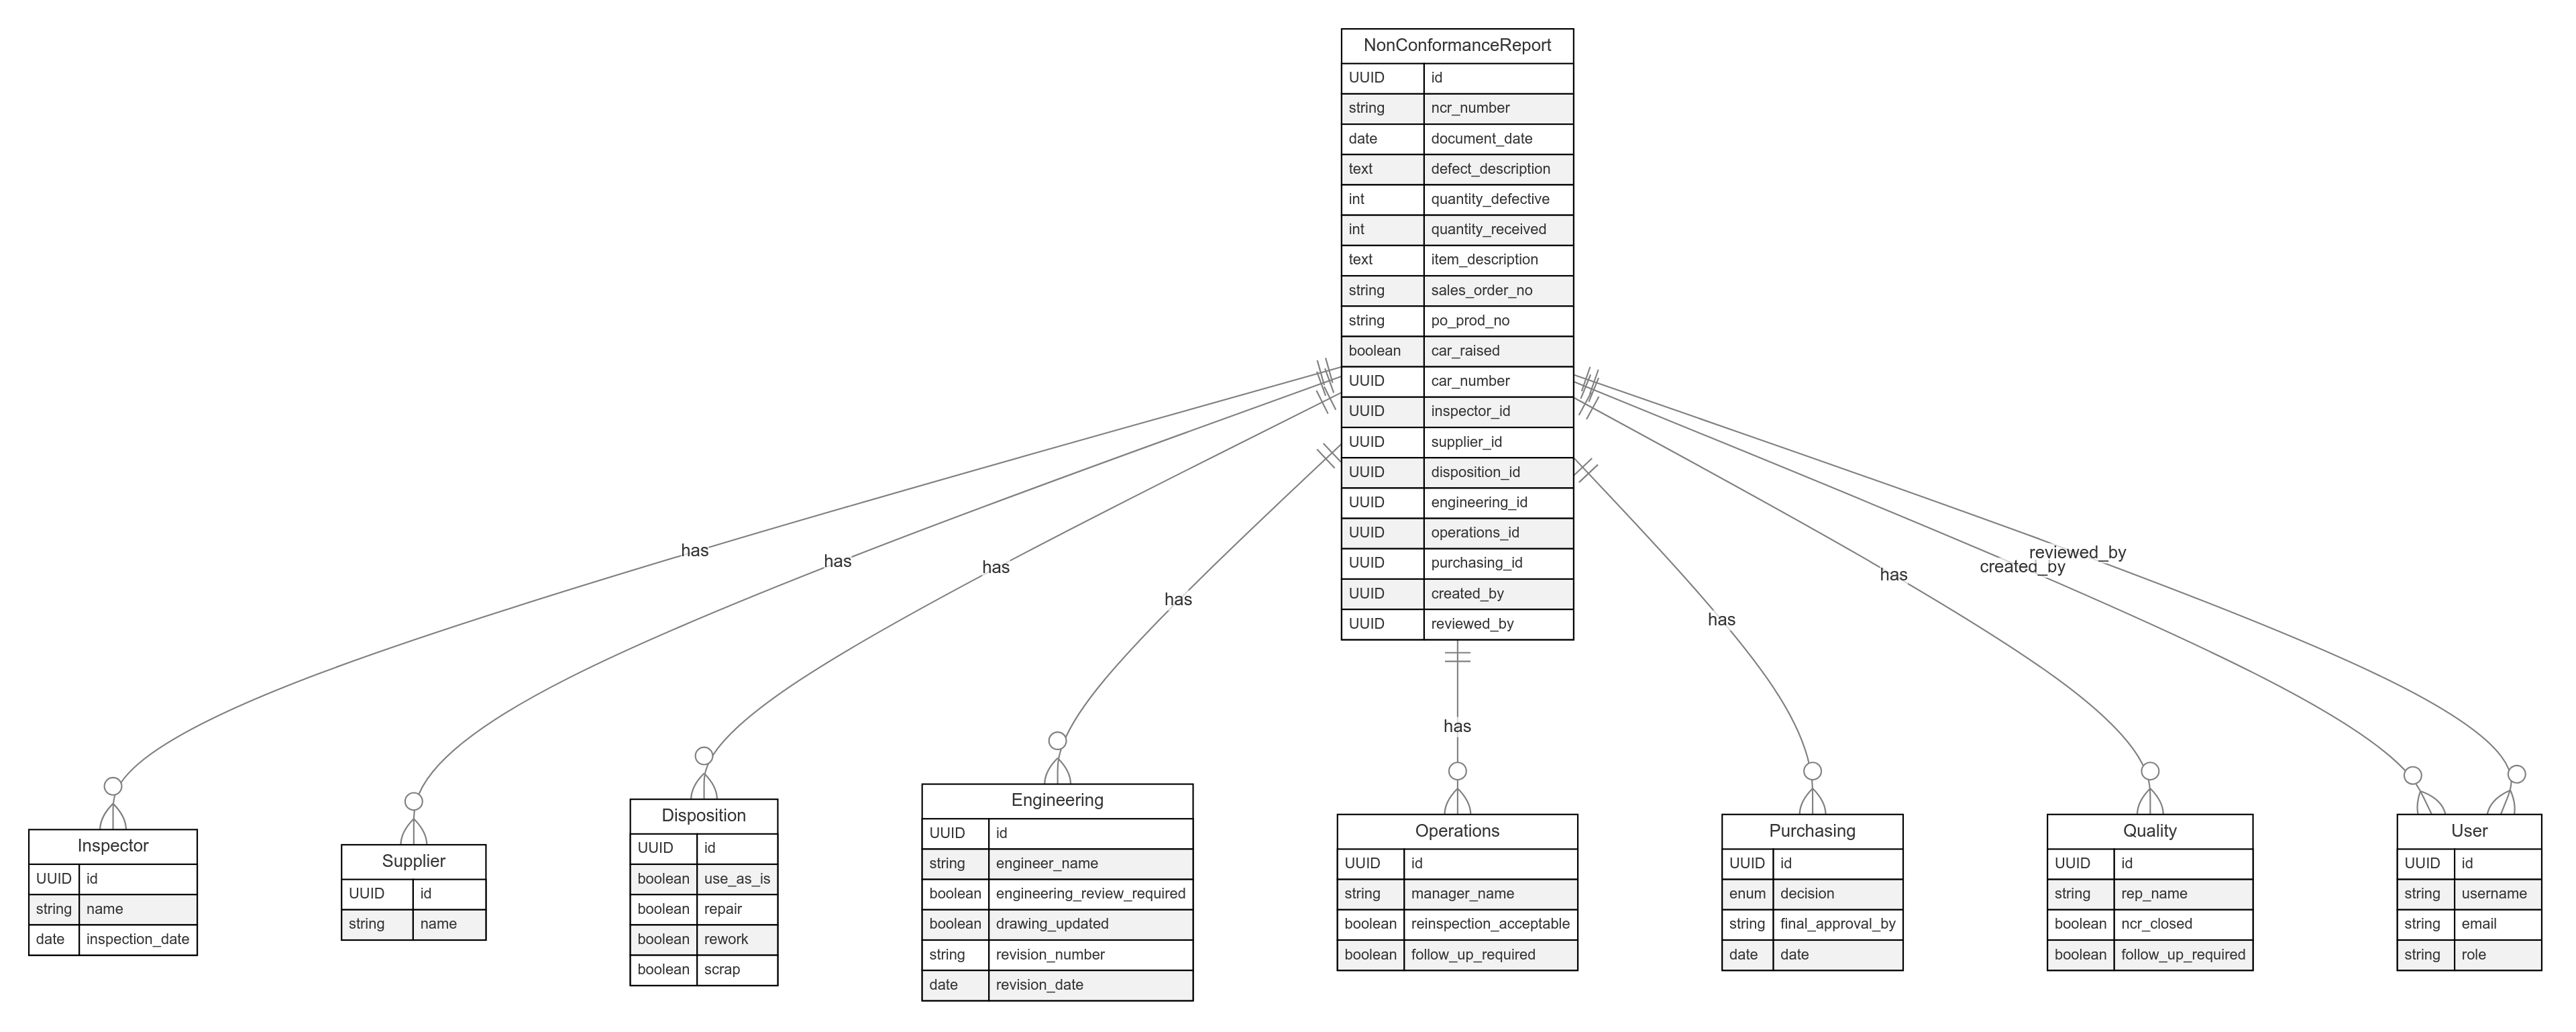 NonConformanceReport
UUID id
string ncr_number
date document_date
text defect_description
int quantity_defective
int quantity_received
text item_description
string sales_order_no
string po_prod_no
boolean car_raised
UUID car_number
UUID inspector_id
UUID supplier_id
UUID disposition_id
UUID engineering_id
UUID operations_id
UUID purchasing_id
UUID created_by
UUID reviewed_by
has
has
has
has
has
has
has
created_by
reviewed_by
Inspector
UUID id
string name
date inspection_date
Supplier
UUID id
string name
Disposition
UUID id
boolean use_as_is
boolean repair
boolean rework
boolean scrap
Engineering
UUID id
string engineer_name
boolean engineering_review_required
boolean drawing_updated
string revision_number
date revision_date
Operations
UUID id
string manager_name
boolean reinspection_acceptable
boolean follow_up_required
Purchasing
UUID id
enum decision
string final_approval_by
date date
Quality
UUID id
string rep_name
boolean ncr_closed
boolean follow_up_required
User
UUID id
string username
string email
string role